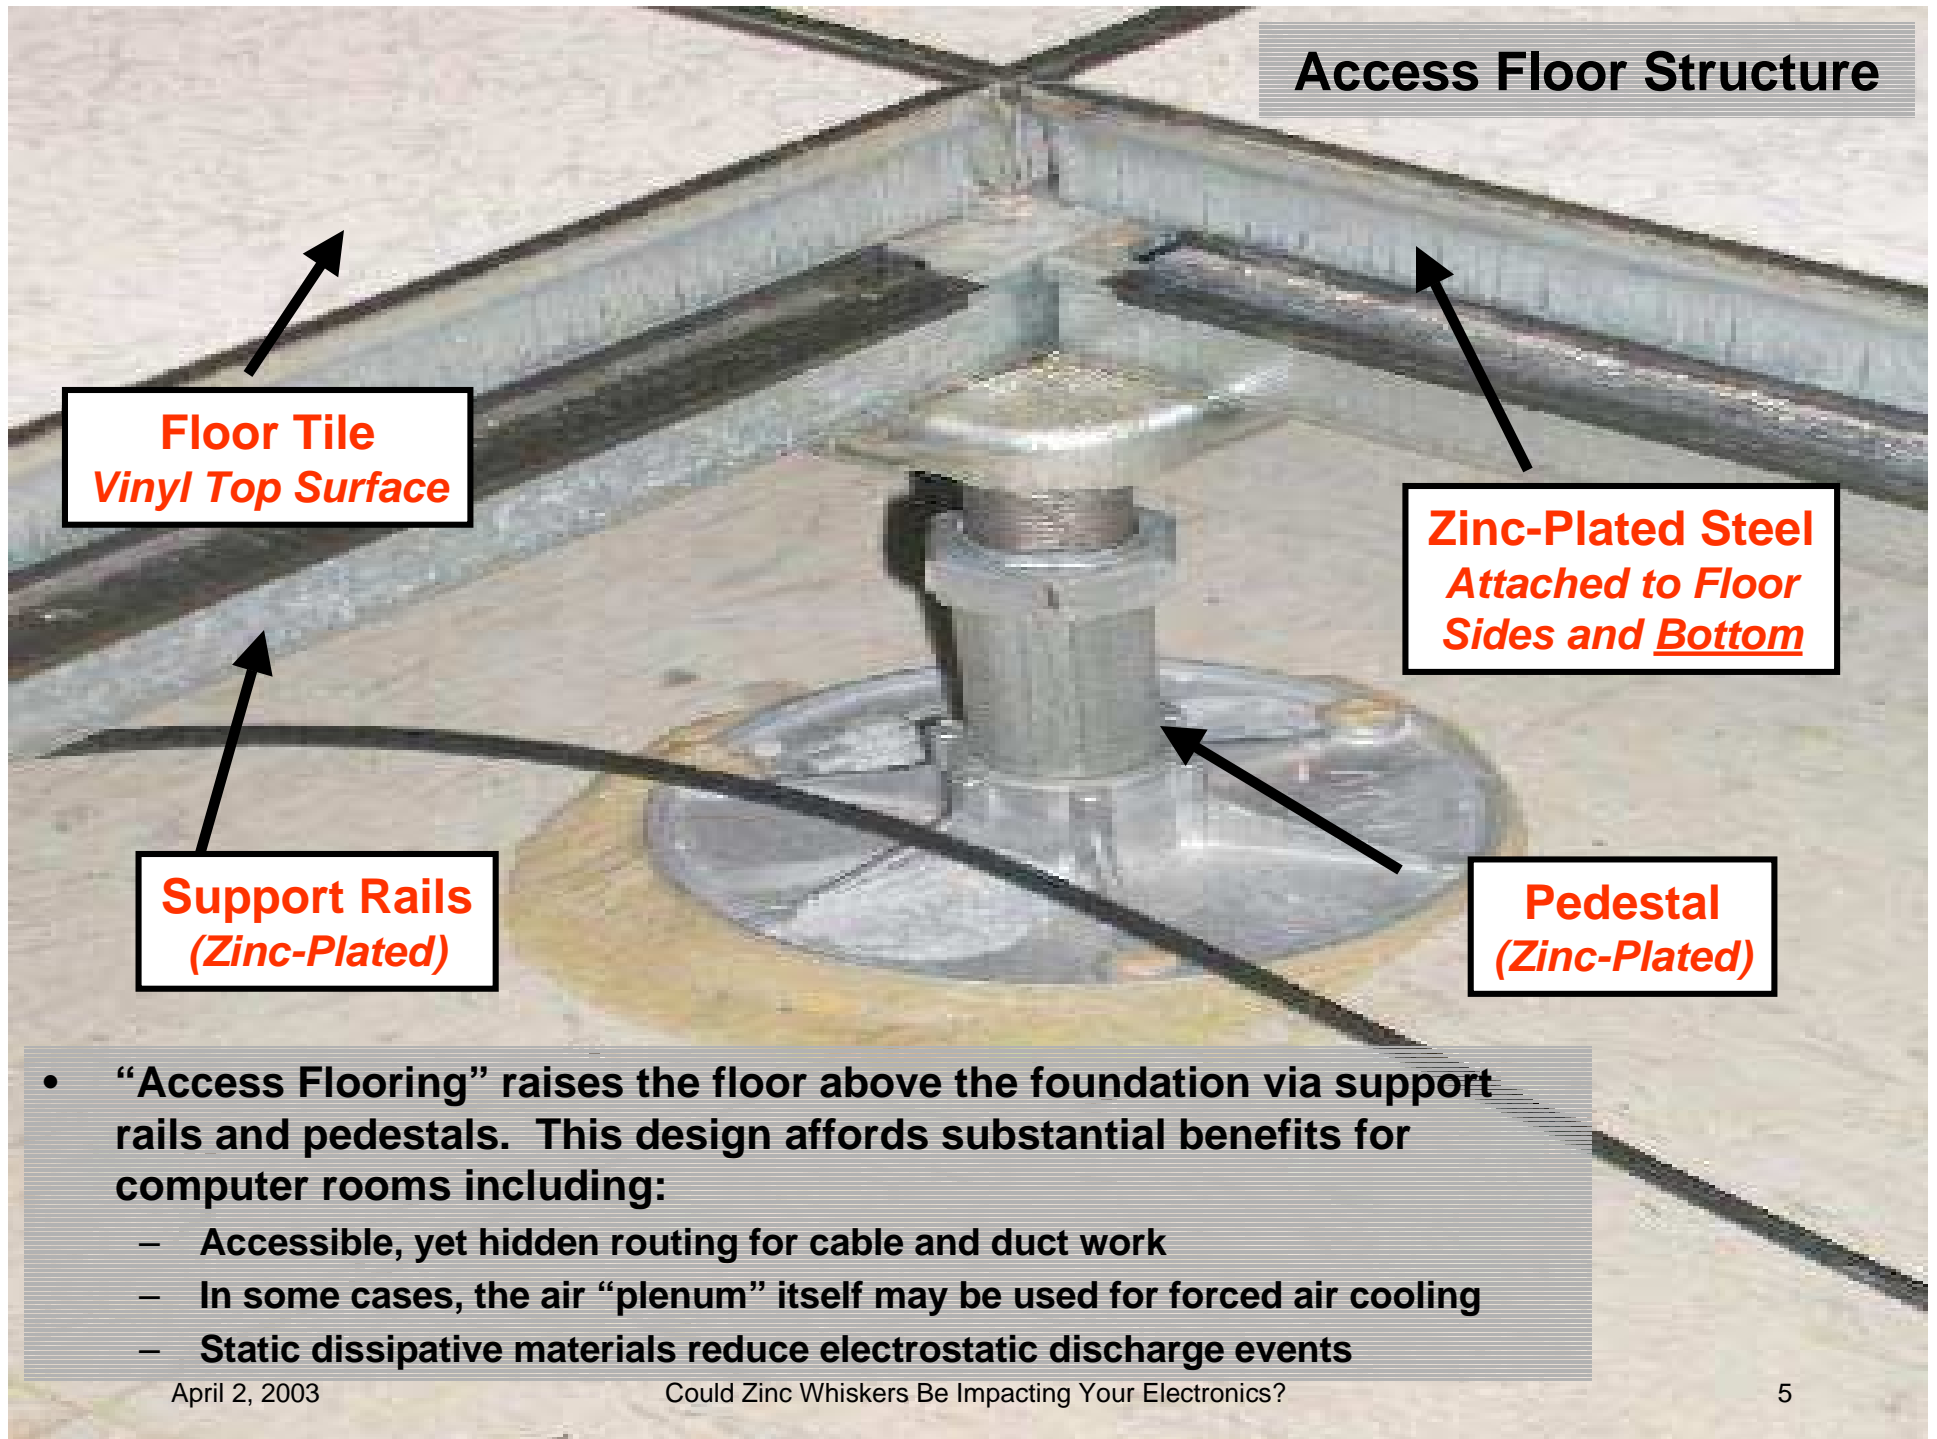 Access Floor Structure
Floor Tile
Vinyl Top Surface
Zinc-Plated Steel
Attached to Floor
Sides and Bottom
Support Rails
(Zinc-Plated)
Pedestal
(Zinc-Plated)
• “Access Flooring” raises the floor above the foundation via support
rails and pedestals.  This design affords substantial benefits for
computer rooms including:
– Accessible, yet hidden routing for cable and duct work
– In some cases, the air “plenum” itself may be used for forced air cooling
– Static dissipative materials reduce electrostatic discharge events
April 2, 2003 Could Zinc Whiskers Be Impacting Your Electronics? 5